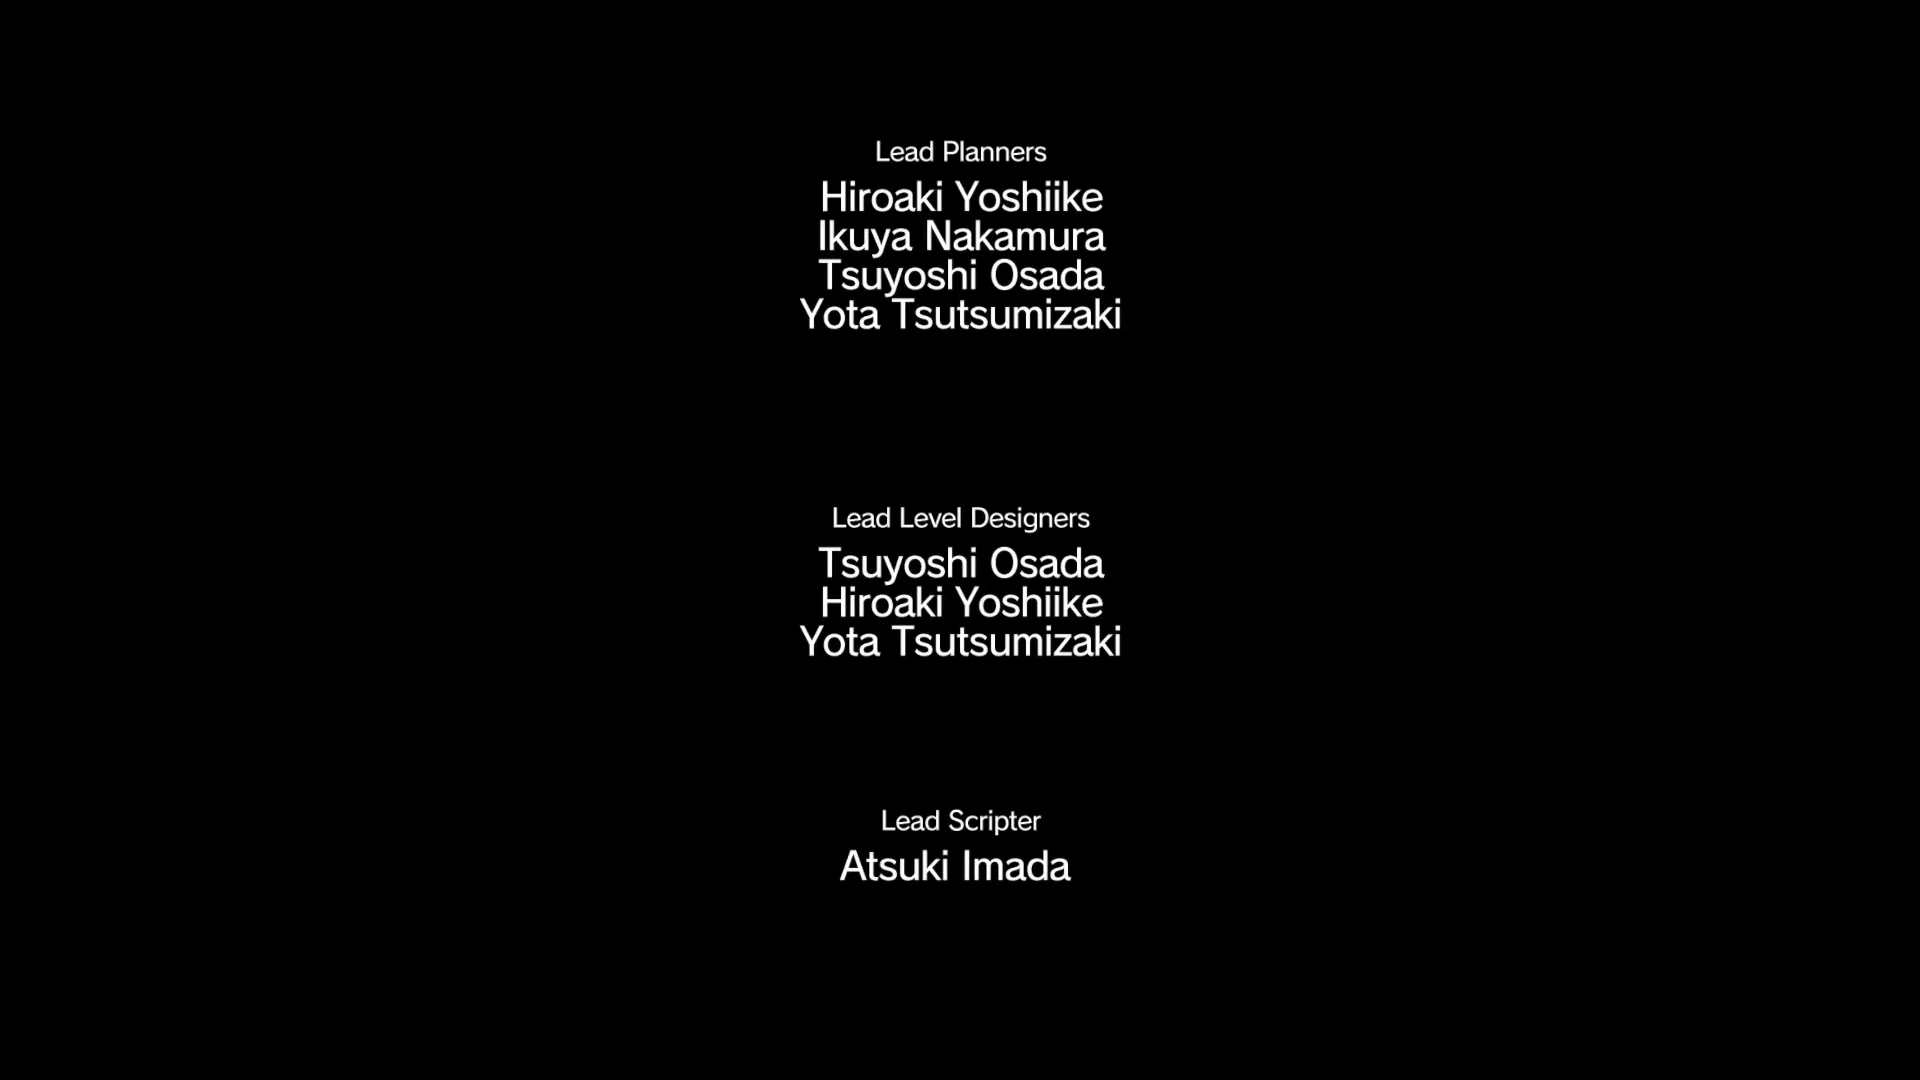 Lead Planners
Hiroaki Yoshiike
Ikuya Nakamura
Tsuyoshi Osada
Yota Tsutsumizaki
Lead Level Designers
Tsuyoshi Osada
Hiroaki Yoshiike
Yota Tsutsumizaki
Lead Scripter
Atsuki Imada